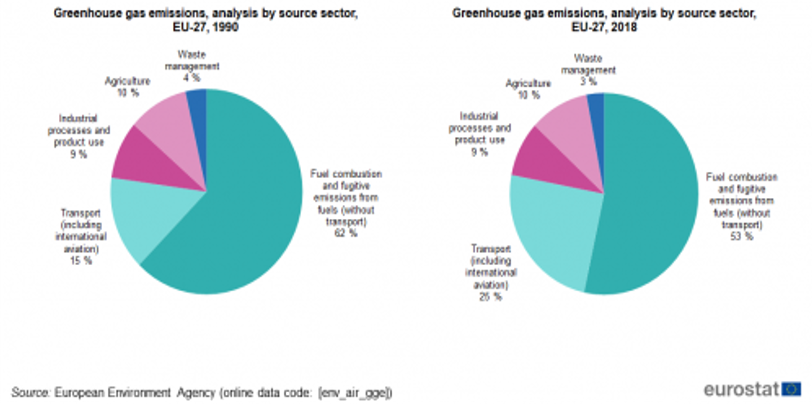 Greenhouse gas emissions, analysis by source sector,
EU-27, 1990
Waste
management
4 %
Agriculture
10 %
Industrial
processes and
product use
9 %
Fuel combustion
and fugitive
emissions from
fuels (without
transport)
62 %
Transport
(including
international
aviation)
15 %
Greenhouse gas emissions, analysis by source sector,
EU-27, 2018
Waste
management
3 %
Agriculture
10 %
Industrial
processes and
product use
9 %
Fuel combustion
and fugitive
emissions from
fuels (without
transport)
53 %
Transport
(including
international
aviation)
25 %
Source: European Environment Agency (online data code: [env_air_gge])
eurostat